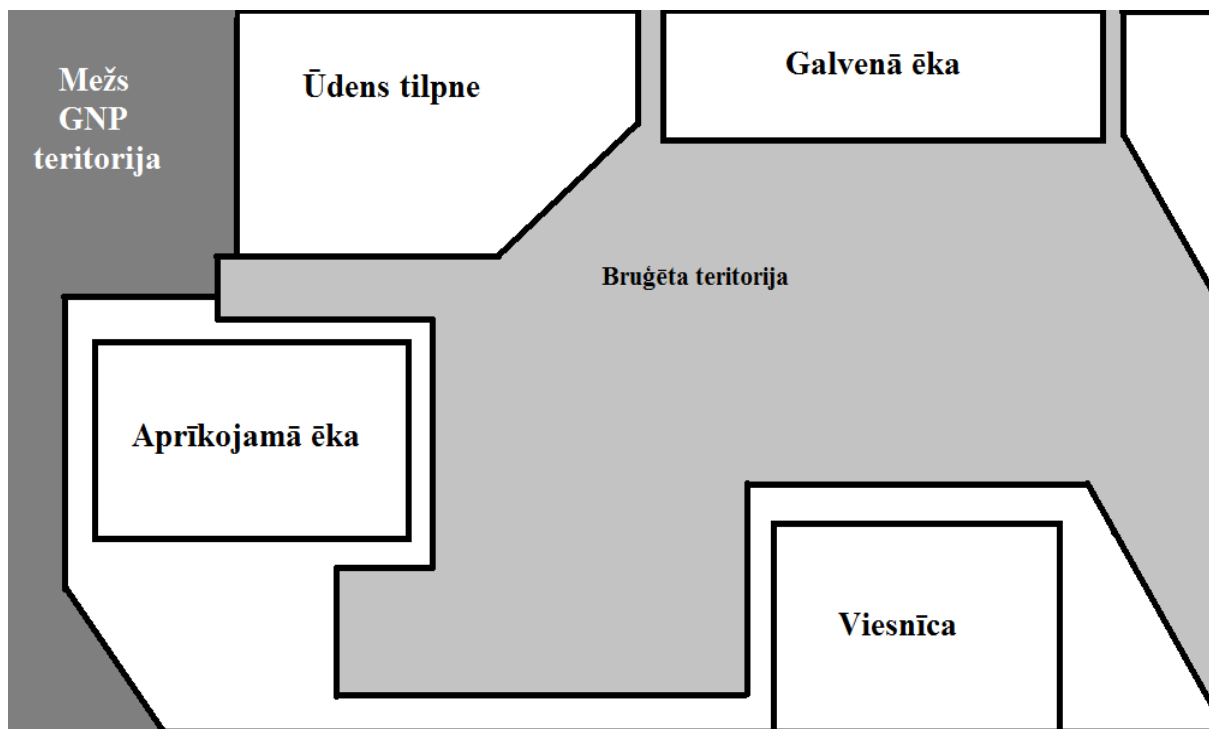 Mežs
GNP
teritorija
Ūdens tilpne
Galvenā ēka
Bruģēta teritorija
Aprīkojamā ēka
Viesnīca